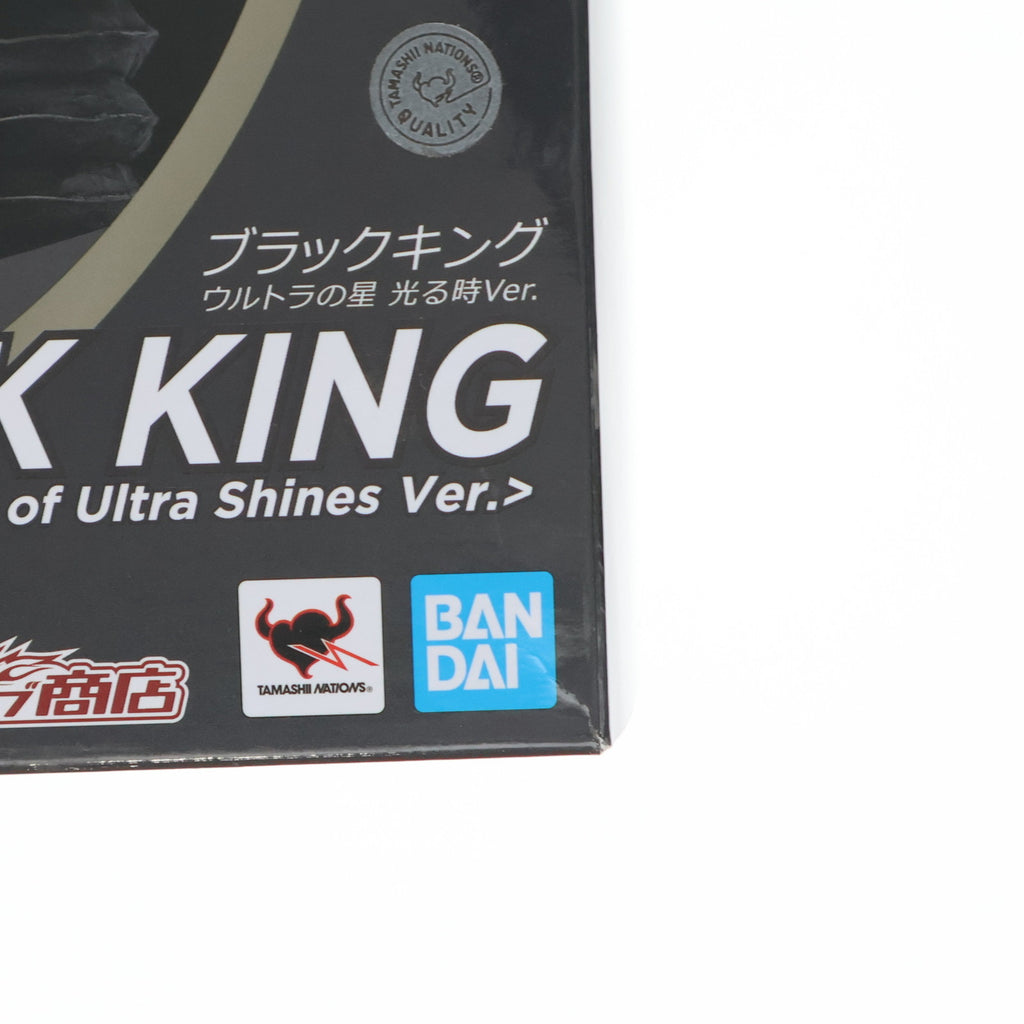 TAMASHII NATIONS®
QUALITY
ブラックキング
ウルトラの星 光る時Ver.
K KING
of Ultra Shines Ver.>
ブ商店
TAMASHII NATIONS®
BAN
DAI